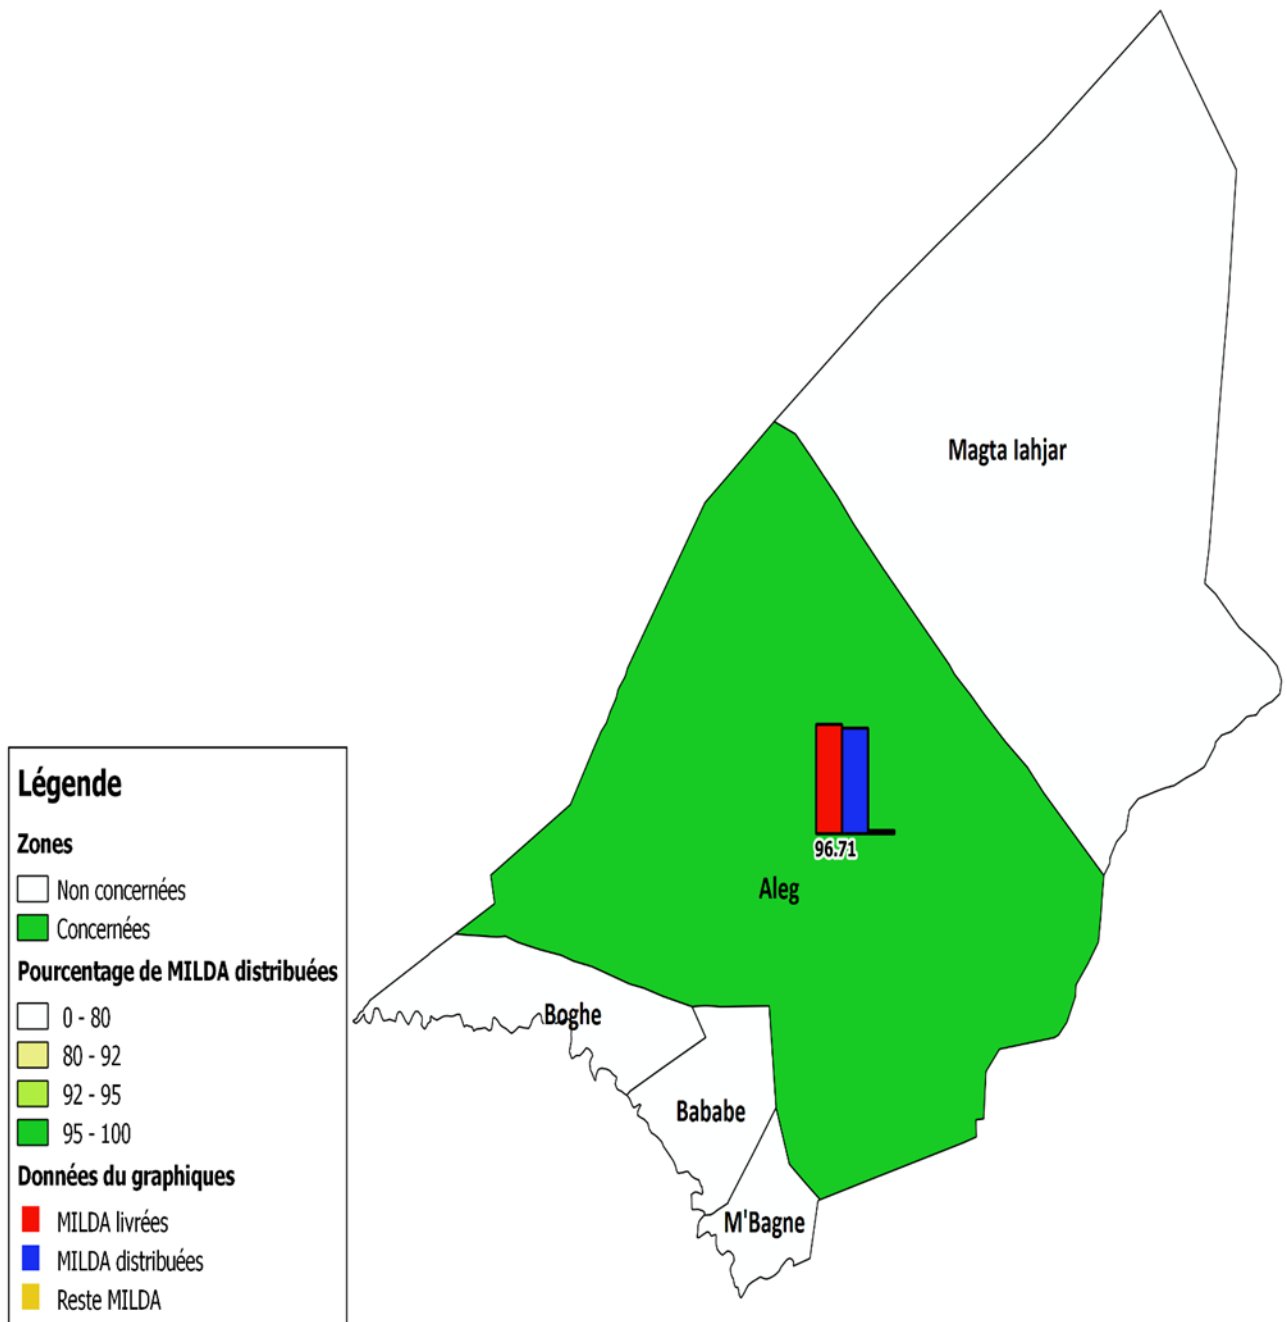 Magta lahjar
96.71
Aleg
Boghe
Bababe
M'Bagne
Légende
Zones
Non concernées
Concernées
Pourcentage de MILDA distribuées
0 - 80
80 - 92
92 - 95
95 - 100
Données du graphiques
MILDA livrées
MILDA distribuées
Reste MILDA